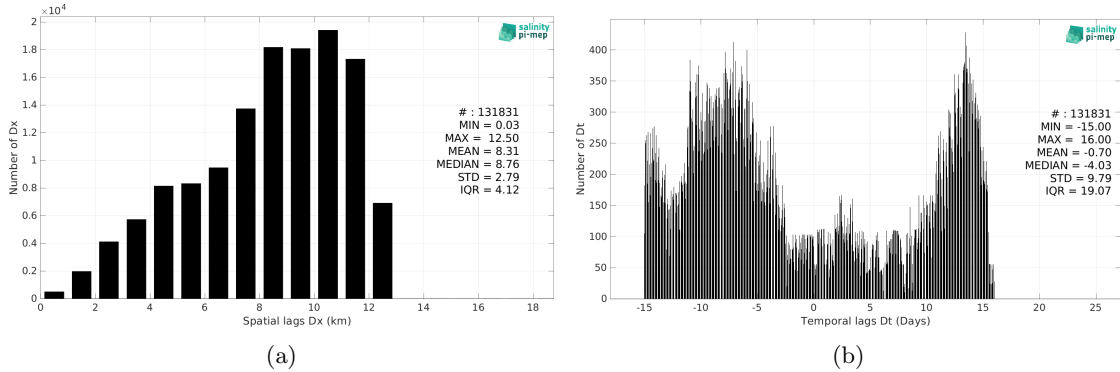 ×10⁴
2
1.8
1.6
1.4
1.2
1
0.8
0.6
0.4
0.2
0
Number of Dx
salinity
pi-mep
# : 131831
MIN = 0.03
MAX = 12.50
MEAN = 8.31
MEDIAN = 8.76
STD = 2.79
IQR = 4.12
0 2 4 6 8 10 12 14 16 18
Spatial lags Dx (km)
(a)
400
350
300
250
200
150
100
50
0
Number of Dt
salinity
pi-mep
# : 131831
MIN = -15.00
MAX = 16.00
MEAN = -0.70
MEDIAN = -4.03
STD = 9.79
IQR = 19.07
-15 -10 -5 0 5 10 15 20 25
Temporal lags Dt (Days)
(b)